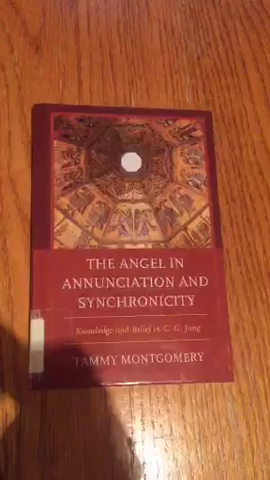 THE ANGEL IN
ANNUNCIATION AND
SYNCHRONICITY
Knowledge and Belief in C. G. Jung
TAMMY MONTGOMERY